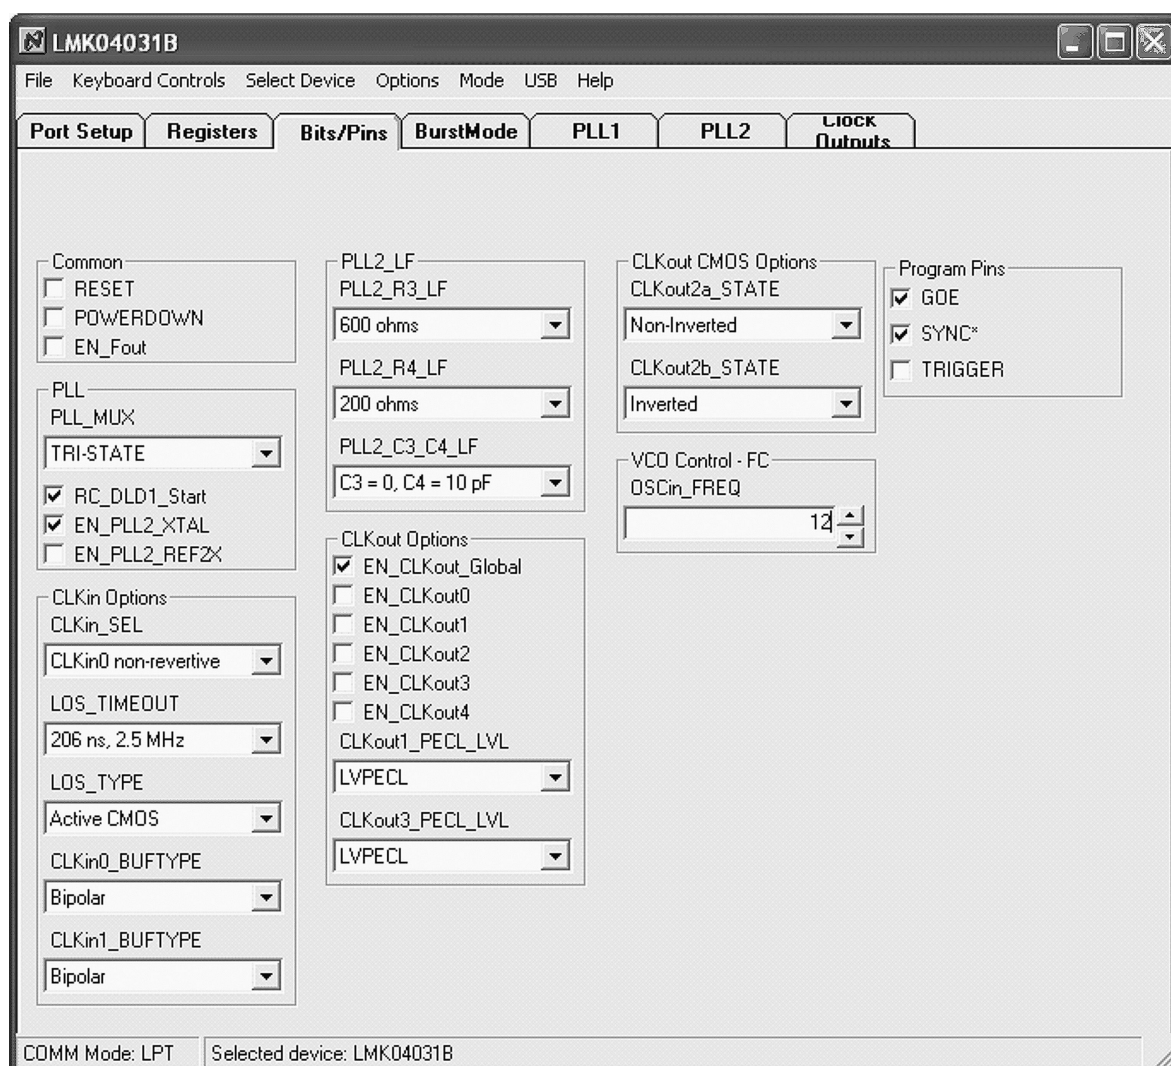 LMK04031B
File Keyboard Controls Select Device Options Mode USB Help
Port Setup Registers Bits/Pins BurstMode PLL1 PLL2 Clock
Outputs
Common
RESET
POWERDOWN
EN_Fout
PLL
PLL_MUX
TRI-STATE
RC_DLD1_Start
EN_PLL2_XTAL
EN_PLL2_REF2X
CLKin Options
CLKin_SEL
CLKin0 non-revertive
LOS_TIMEOUT
206 ns, 2.5 MHz
LOS_TYPE
Active CMOS
CLKin0_BUFTYPE
Bipolar
CLKin1_BUFTYPE
Bipolar
PLL2_LF
PLL2_R3_LF
600 ohms
PLL2_R4_LF
200 ohms
PLL2_C3_C4_LF
C3 = 0, C4 = 10 pF
CLKout Options
EN_CLKout_Global
EN_CLKout0
EN_CLKout1
EN_CLKout2
EN_CLKout3
EN_CLKout4
CLKout1_PECL_LVL
LVPECL
CLKout3_PECL_LVL
LVPECL
CLKout CMOS Options
CLKout2a_STATE
Non-Inverted
CLKout2b_STATE
Inverted
VCO Control - FC
OSCin_FREQ
12
Program Pins
GOE
SYNC*
TRIGGER
COMM Mode: LPT Selected device: LMK04031B